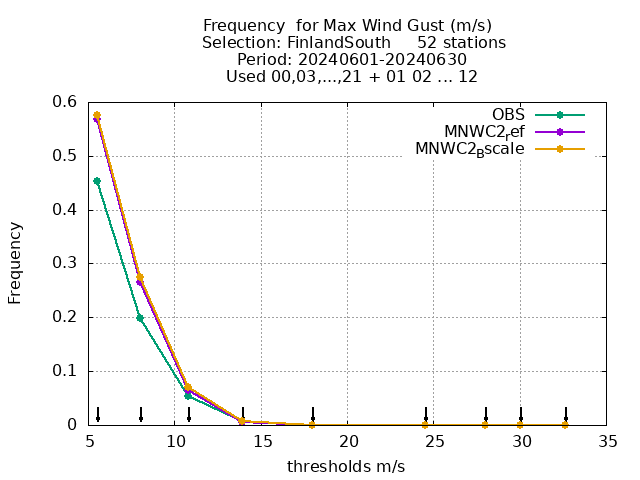 Frequency  for Max Wind Gust (m/s)
Selection: FinlandSouth     52 stations
Period: 20240601-20240630
Used 00,03,...,21 + 01 02 ... 12
OBS
MNWC2ref
MNWC2Bscale
0.6
0.5
0.4
0.3
0.2
0.1
0
Frequency
5 10 15 20 25 30 35
thresholds m/s